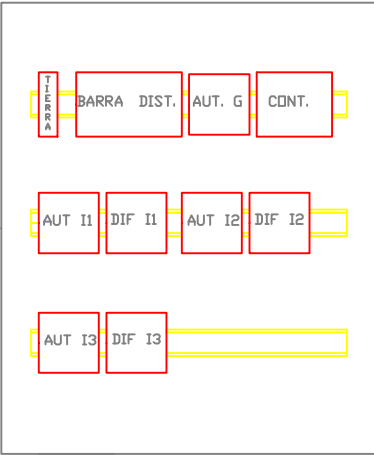 TIERRA
BARRA DIST. AUT. G CONT.
AUT I1 DIF I1 AUT I2 DIF I2
AUT I3 DIF I3